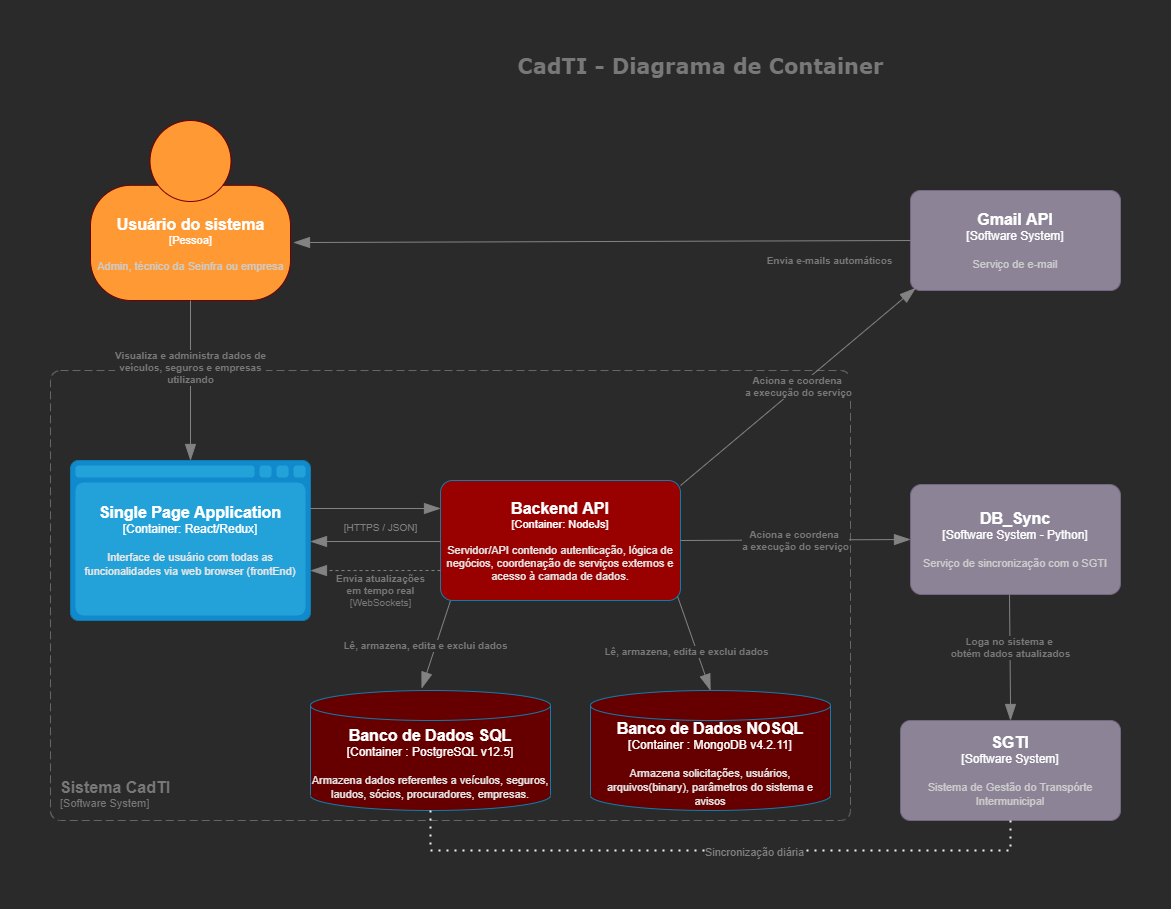 CadTI - Diagrama de Container
Usuário do sistema
[Pessoa]
Admin, técnico da Seinfra ou empresa
Gmail API
[Software System]
Serviço de e-mail
Envia e-mails automáticos
Visualiza e administra dados de
veículos, seguros e empresas
utilizando
Aciona e coordena
a execução do serviço
Single Page Application
[Container: React/Redux]
Interface de usuário com todas as
funcionalidades via web browser (frontEnd)
[HTTPS / JSON]
Envia atualizações
em tempo real
[WebSockets]
Backend API
[Container: NodeJs]
Servidor/API contendo autenticação, lógica de
negócios, coordenação de serviços externos e
acesso à camada de dados.
Aciona e coordena
a execução do serviço
DB_Sync
[Software System - Python]
Serviço de sincronização com o SGTI
Lê, armazena, edita e exclui dados
Lê, armazena, edita e exclui dados
Loga no sistema e
obtém dados atualizados
Banco de Dados SQL
[Container : PostgreSQL v12.5]
Armazena dados referentes a veículos, seguros,
laudos, sócios, procuradores, empresas.
Banco de Dados NOSQL
[Container : MongoDB v4.2.11]
Armazena solicitações, usuários,
arquivos(binary), parâmetros do sistema e
avisos
SGTI
[Software System]
Sistema de Gestão do Transpórte
Intermunicipal
Sistema CadTI
[Software System]
Sincronização diária